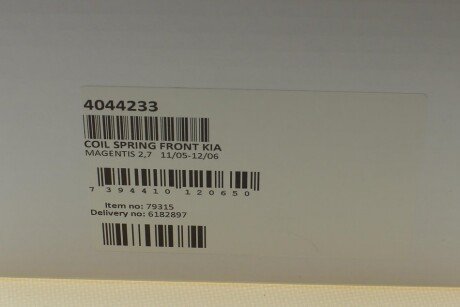 4044233
COIL SPRING FRONT KIA
MAGENTIS 2,7 11/05-12/06
7 394410 120650
Item no: 79315
Delivery no: 6182897